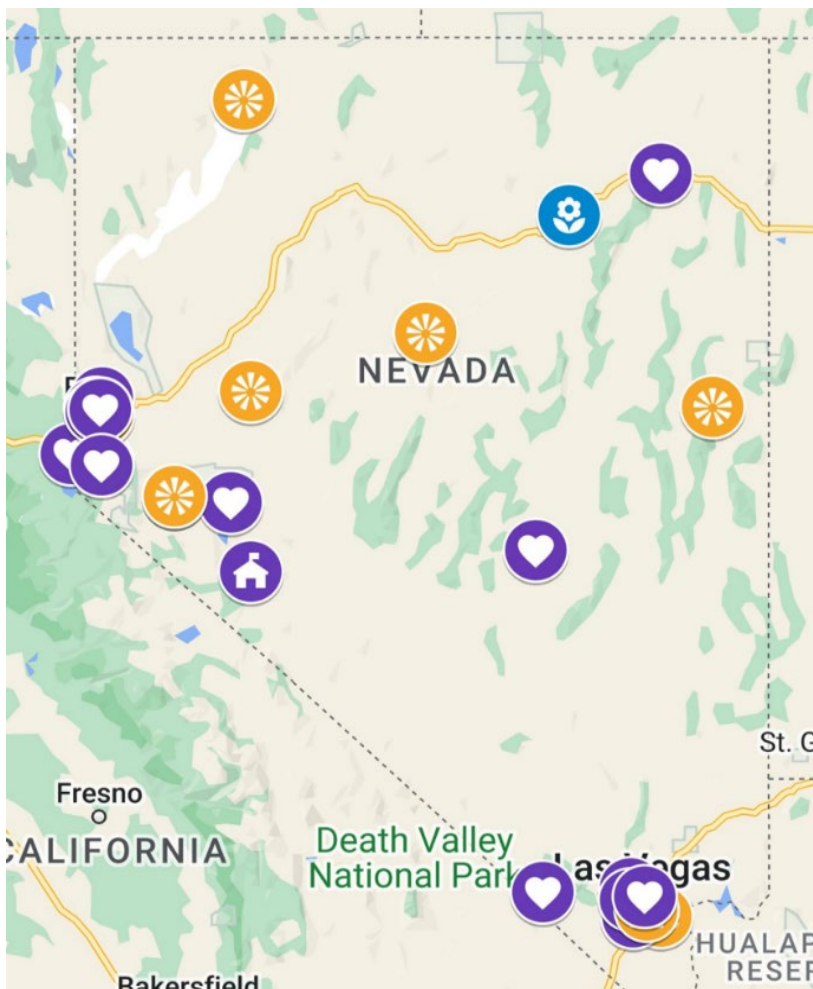 NEVADA
St. G
Fresno
CALIFORNIA
Death Valley
National Park
Las Vegas
HUALAP
RESER
Bakersfield